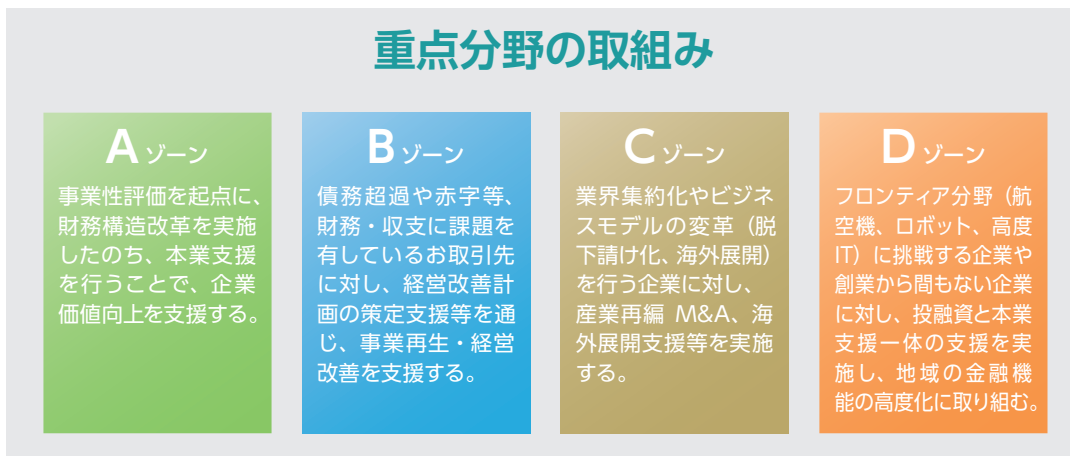 重点分野の取組み
Aゾーン
事業性評価を起点に、
財務構造改革を実施
したのち、本業支援
を行うことで、企業
価値向上を支援する。
Bゾーン
債務超過や赤字等、
財務・収支に課題を
有しているお取引先
に対し、経営改善計
画の策定支援等を通
じ、事業再生・経営
改善を支援する。
Cゾーン
業界集約化やビジネ
スモデルの変革（脱
下請け化、海外展開）
を行う企業に対し、
産業再編 M&A、海
外展開支援等を実施
する。
Dゾーン
フロンティア分野（航
空機、ロボット、高度
IT）に挑戦する企業や
創業から間もない企業
に対し、投融資と本業
支援一体の支援を実
施し、地域の金融機
能の高度化に取り組む。